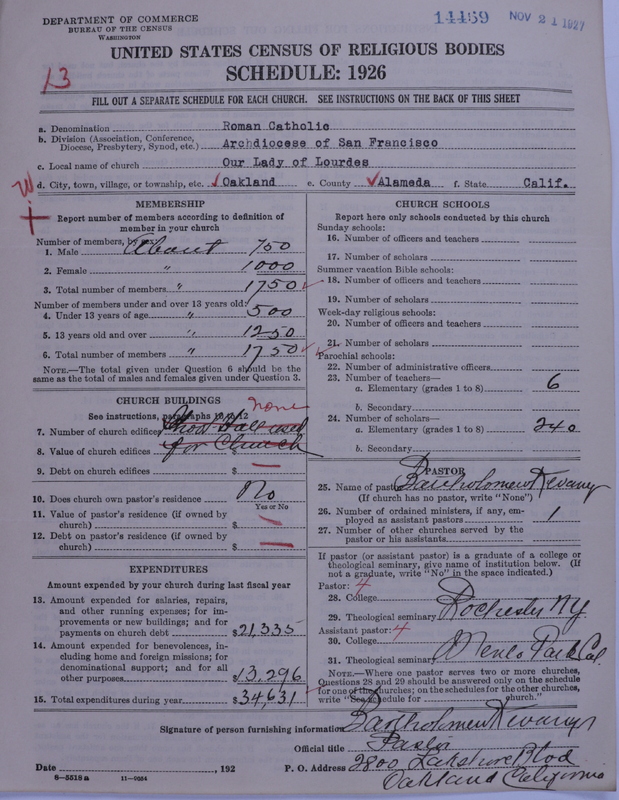 DEPARTMENT OF COMMERCE
BUREAU OF THE CENSUS
WASHINGTON
14459 NOV 21 1927
UNITED STATES CENSUS OF RELIGIOUS BODIES
SCHEDULE: 1926
13
FILL OUT A SEPARATE SCHEDULE FOR EACH CHURCH. SEE INSTRUCTIONS ON THE BACK OF THIS SHEET
a. Denomination Roman Catholic
b. Division (Association, Conference, Diocese, Presbytery, Synod, etc.) Archdiocese of San Francisco
c. Local name of church Our Lady of Lourdes
d. City, town, village, or township, etc. Oakland e. County Alameda f. State Calif.
MEMBERSHIP
Report number of members according to definition of
member in your church
Number of members, by sex:
1. Male About 750
2. Female " 1000
3. Total number of members " 1750
Number of members under and over 13 years old:
4. Under 13 years of age " 500
5. 13 years old and over " 1250
6. Total number of members " 1750
NOTE.—The total given under Question 6 should be the
same as the total of males and females given under Question 3.
CHURCH BUILDINGS
See instructions, paragraphs 10 to 12
none
7. Number of church edifices Hall used
8. Value of church edifices for Church
9. Debt on church edifices $ —
10. Does church own pastor's residence No
Yes or No
11. Value of pastor's residence (if owned by
church) $ —
12. Debt on pastor's residence (if owned by
church) $ —
EXPENDITURES
Amount expended by your church during last fiscal year
13. Amount expended for salaries, repairs,
and other running expenses; for im-
provements or new buildings; and for
payments on church debt $21,335
14. Amount expended for benevolences, in-
cluding home and foreign missions; for
denominational support; and for all
other purposes $13,296
15. Total expenditures during year $34,631
CHURCH SCHOOLS
Report here only schools conducted by this church
Sunday schools:
16. Number of officers and teachers
17. Number of scholars
Summer vacation Bible schools:
18. Number of officers and teachers
19. Number of scholars
Week-day religious schools:
20. Number of officers and teachers
21. Number of scholars
Parochial schools:
22. Number of administrative officers
23. Number of teachers—
a. Elementary (grades 1 to 8) 6
b. Secondary
24. Number of scholars—
a. Elementary (grades 1 to 8) 240
b. Secondary
PASTOR
25. Name of pastor Bartholomew Kevany
(If church has no pastor, write "None")
26. Number of ordained ministers, if any, em-
ployed as assistant pastors 1
27. Number of other churches served by the
pastor or his assistants
If pastor (or assistant pastor) is a graduate of a college or
theological seminary, give name of institution below. (If
not a graduate, write "No" in the space indicated.)
Pastor: 4
28. College
29. Theological seminary Rochester NY.
Assistant pastor: 4
30. College
31. Theological seminary Menlo Park Cal.
NOTE.—Where one pastor serves two or more churches,
Questions 28 and 29 should be answered only on the schedule
for one of the churches; on the schedules for the other churches,
write "See schedule for church."
Signature of person furnishing information Bartholomew Kevany
Official title Pastor
Date , 192 P. O. Address 2800 Lakeshore Blvd
Oakland California
8-5516a 11-9054